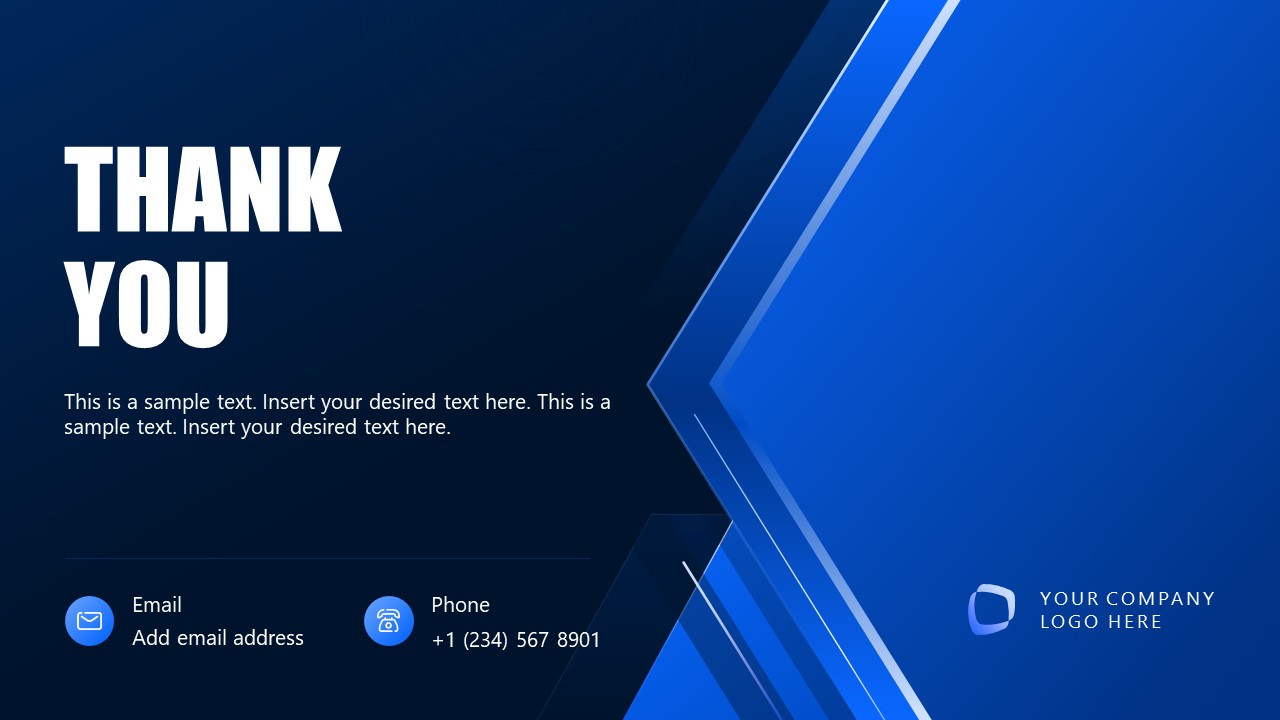 THANK
YOU
This is a sample text. Insert your desired text here. This is a
sample text. Insert your desired text here.
Email
Add email address
Phone
+1 (234) 567 8901
YOUR COMPANY
LOGO HERE